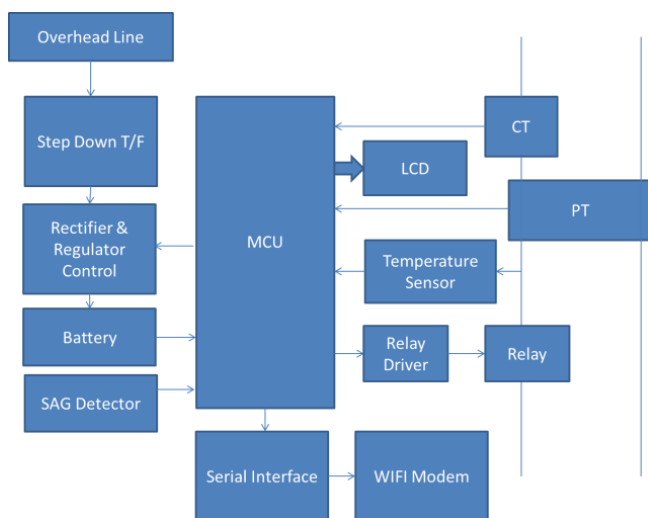 Overhead Line
Step Down T/F
Rectifier &
Regulator
Control
Battery
SAG Detector
MCU
CT
LCD
PT
Temperature
Sensor
Relay
Driver
Relay
Serial Interface
WIFI Modem